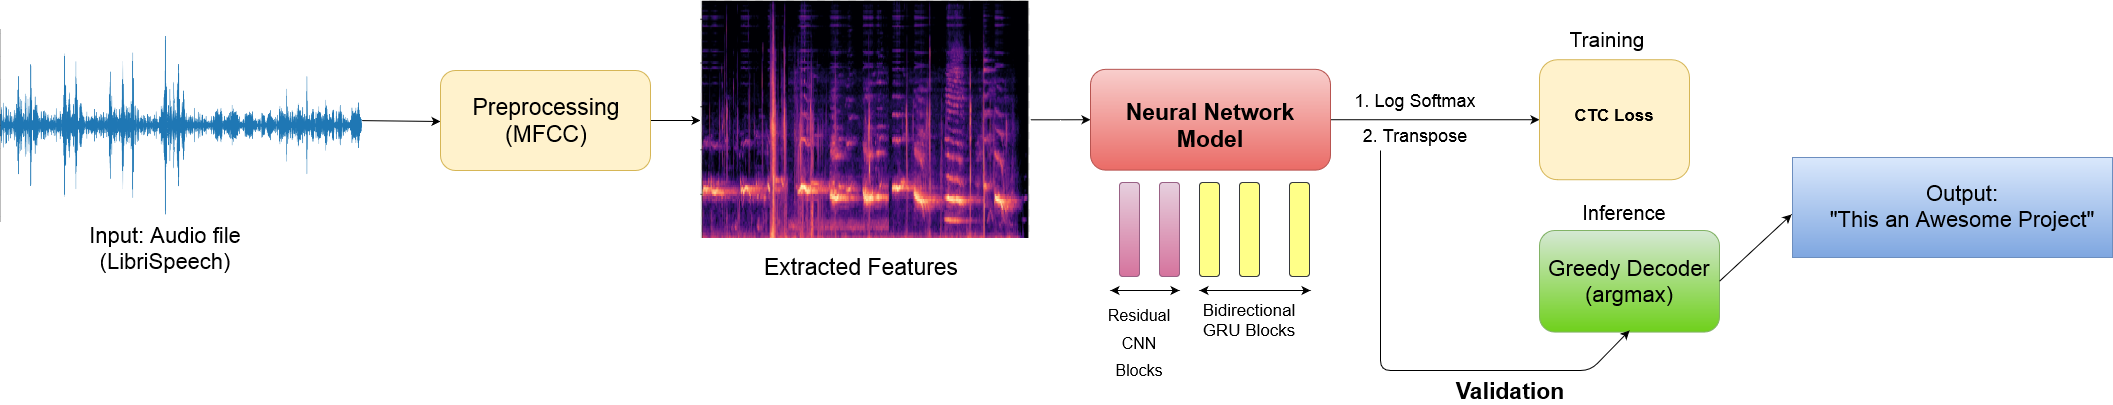 Input: Audio file
(LibriSpeech)
Preprocessing
(MFCC)
Extracted Features
Neural Network
Model
Residual
CNN
Blocks
Bidirectional
GRU Blocks
1. Log Softmax
2. Transpose
Training
CTC Loss
Inference
Greedy Decoder
(argmax)
Validation
Output:
"This an Awesome Project"